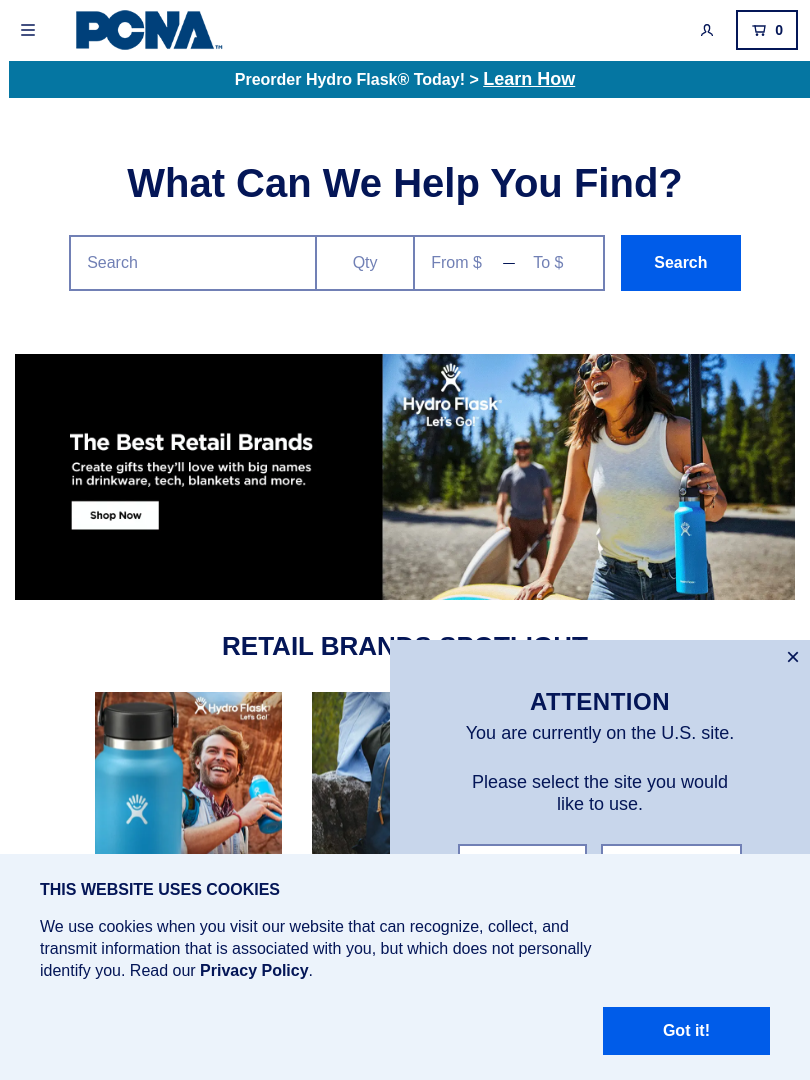 PCNA™
0
Preorder Hydro Flask® Today! > Learn How
What Can We Help You Find?
Search
Qty
From $
—
To $
Search
The Best Retail Brands
Create gifts they'll love with big names
in drinkware, tech, blankets and more.
Shop Now
Hydro Flask
Let's Go!
RETAIL BRANDS SPOTLIGHT
Hydro Flask
Let's Go!
ATTENTION
You are currently on the U.S. site.
Please select the site you would
like to use.
THIS WEBSITE USES COOKIES
We use cookies when you visit our website that can recognize, collect, and
transmit information that is associated with you, but which does not personally
identify you. Read our Privacy Policy.
Got it!